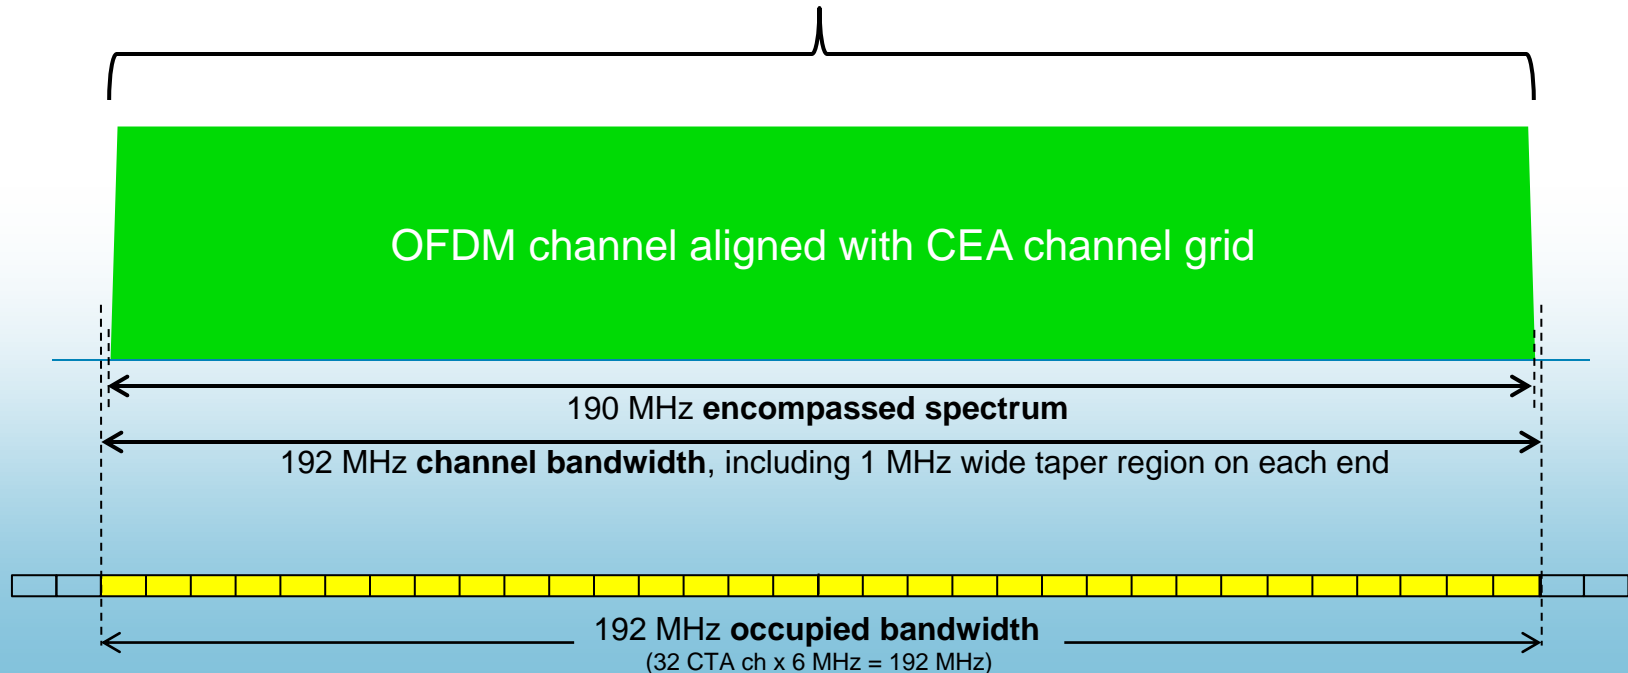 OFDM channel aligned with CEA channel grid
190 MHz encompassed spectrum
192 MHz channel bandwidth, including 1 MHz wide taper region on each end
192 MHz occupied bandwidth
(32 CTA ch x 6 MHz = 192 MHz)